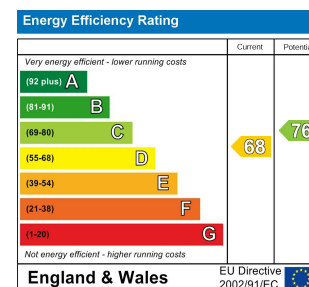 Energy Efficiency Rating
Current Potentia
Very energy efficient - lower running costs
(92 plus) A
(81-91) B
(69-80) C
(55-68) D
(39-54) E
(21-38) F
(1-20) G
68
76
Not energy efficient - higher running costs
England & Wales
EU Directive
2002/91/EC